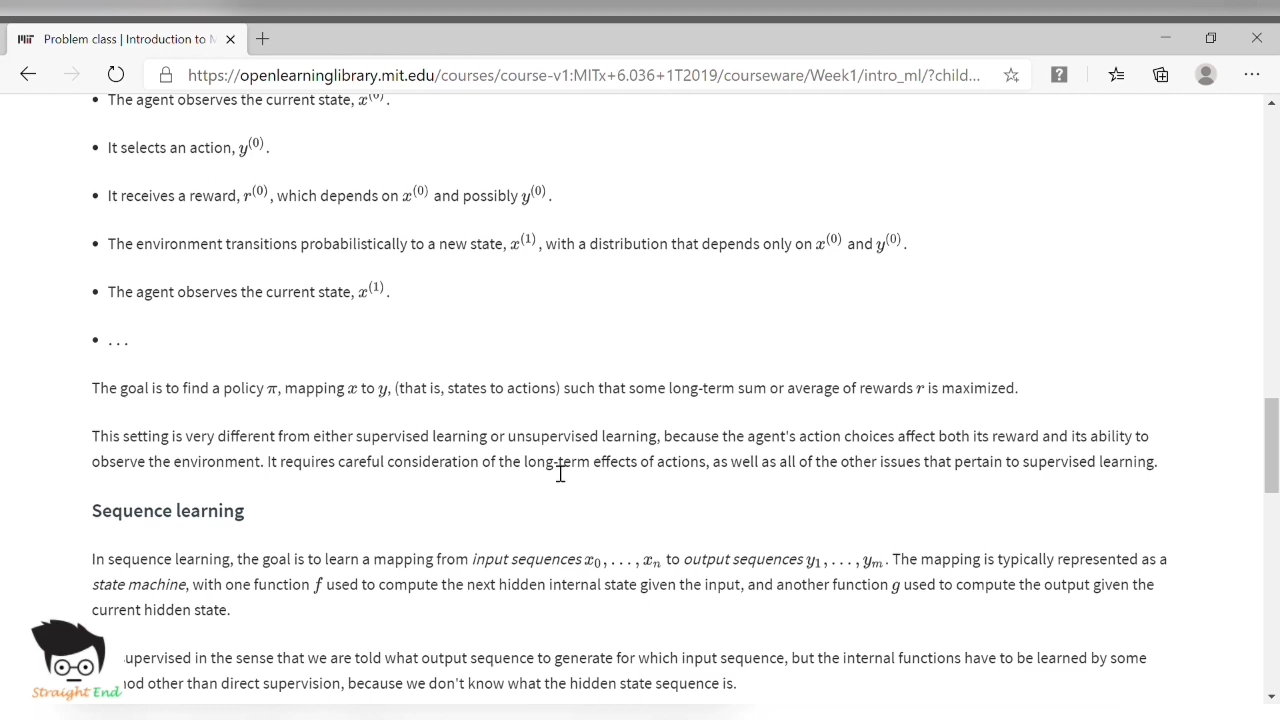 Problem class | Introduction to M
https://openlearninglibrary.mit.edu/courses/course-v1:MITx+6.036+1T2019/courseware/Week1/intro_ml/?child...
• The agent observes the current state, x^(0).
• It selects an action, y^(0).
• It receives a reward, r^(0), which depends on x^(0) and possibly y^(0).
• The environment transitions probabilistically to a new state, x^(1), with a distribution that depends only on x^(0) and y^(0).
• The agent observes the current state, x^(1).
• ...
The goal is to find a policy π, mapping x to y, (that is, states to actions) such that some long-term sum or average of rewards r is maximized.
This setting is very different from either supervised learning or unsupervised learning, because the agent's action choices affect both its reward and its ability to
observe the environment. It requires careful consideration of the long-term effects of actions, as well as all of the other issues that pertain to supervised learning.
Sequence learning
In sequence learning, the goal is to learn a mapping from input sequences x_0, . . . , x_n to output sequences y_1, . . . , y_m. The mapping is typically represented as a
state machine, with one function f used to compute the next hidden internal state given the input, and another function g used to compute the output given the
current hidden state.
upervised in the sense that we are told what output sequence to generate for which input sequence, but the internal functions have to be learned by some
od other than direct supervision, because we don't know what the hidden state sequence is.
Straight End